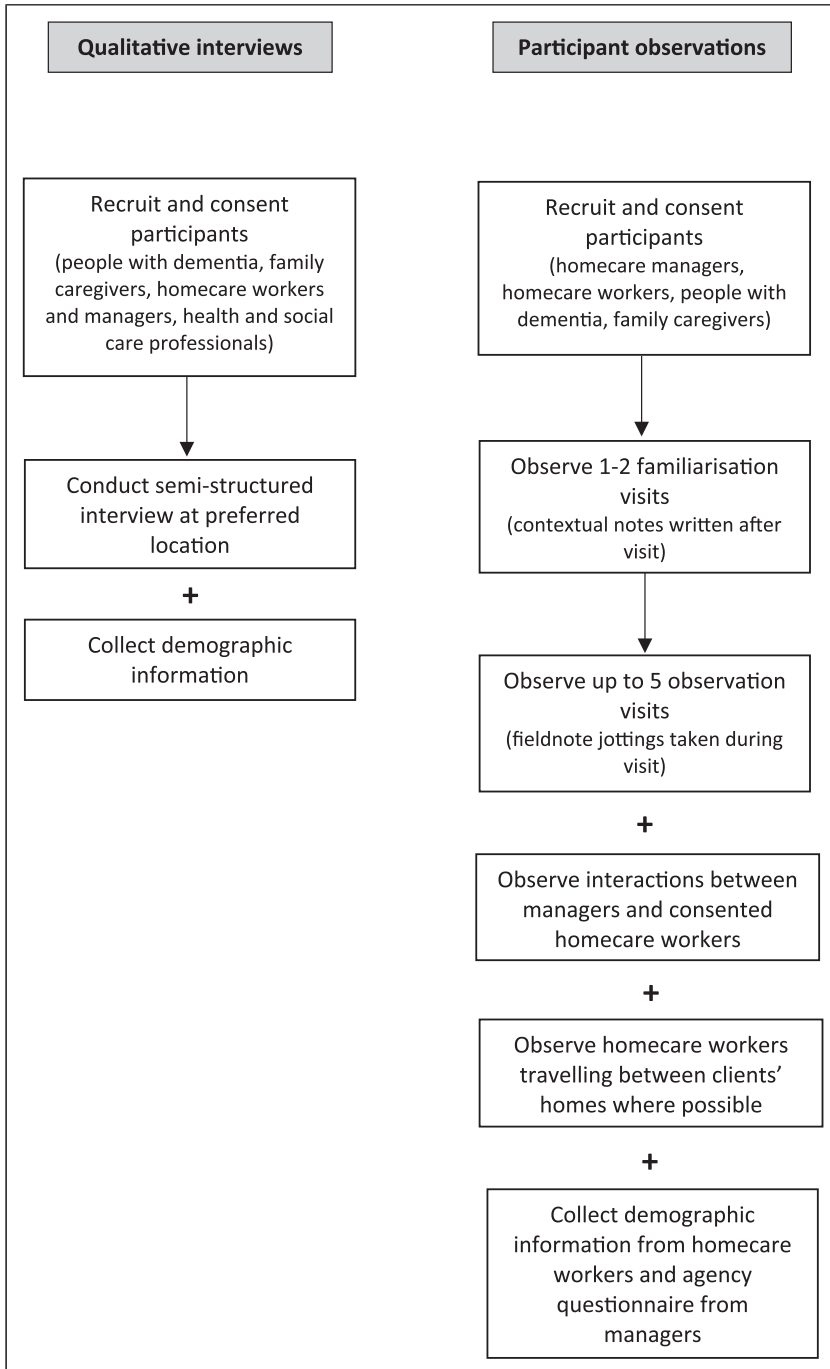 Qualitative interviews
Recruit and consent
participants
(people with dementia, family
caregivers, homecare workers
and managers, health and social
care professionals)
Conduct semi-structured
interview at preferred
location
+
Collect demographic
information
Participant observations
Recruit and consent
participants
(homecare managers,
homecare workers, people with
dementia, family caregivers)
Observe 1-2 familiarisation
visits
(contextual notes written after
visit)
Observe up to 5 observation
visits
(fieldnote jottings taken during
visit)
+
Observe interactions between
managers and consented
homecare workers
+
Observe homecare workers
travelling between clients’
homes where possible
+
Collect demographic
information from homecare
workers and agency
questionnaire from
managers